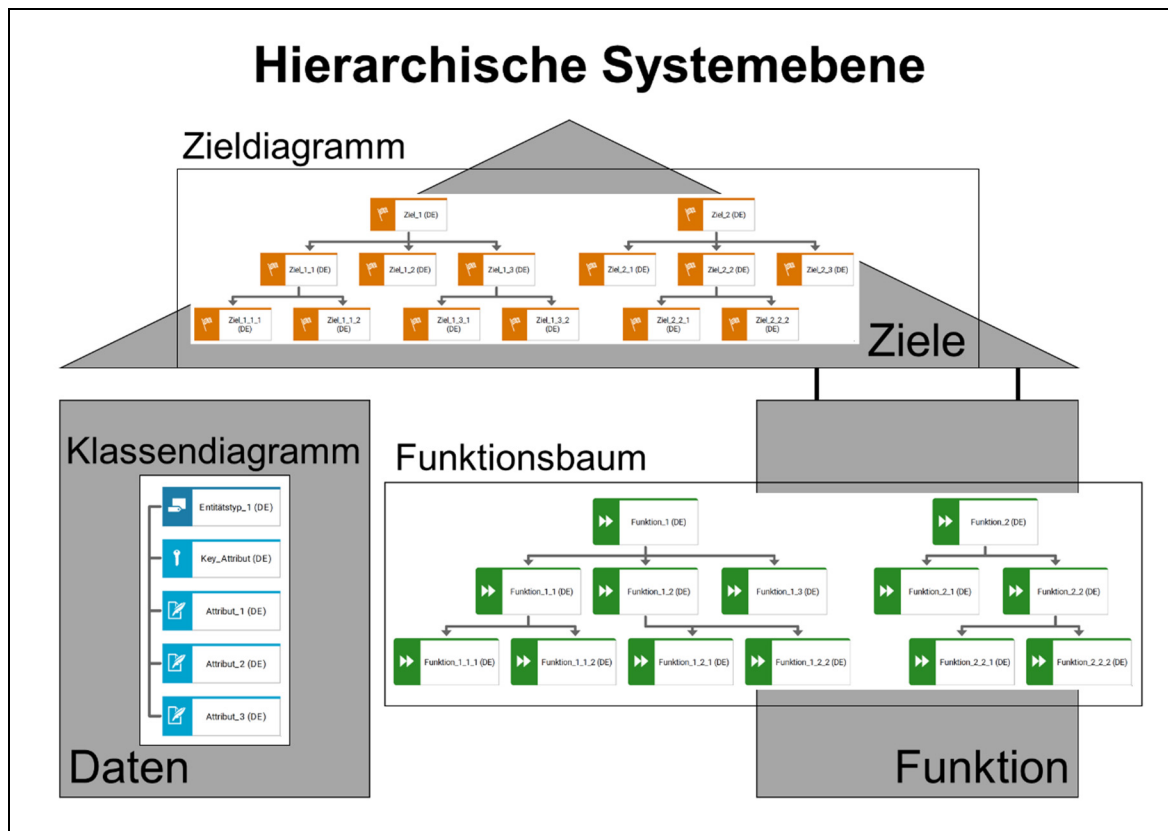 Hierarchische Systemebene
Zieldiagramm
Ziel_1 (DE)
Ziel_2 (DE)
Ziel_1_1 (DE)
Ziel_1_2 (DE)
Ziel_1_3 (DE)
Ziel_2_1 (DE)
Ziel_2_2 (DE)
Ziel_2_3 (DE)
Ziel_1_1_1
(DE)
Ziel_1_1_2
(DE)
Ziel_1_3_1
(DE)
Ziel_1_3_2
(DE)
Ziel_2_2_1
(DE)
Ziel_2_2_2
(DE)
Ziele
Klassendiagramm
Entitätstyp_1 (DE)
Key_Attribut (DE)
Attribut_1 (DE)
Attribut_2 (DE)
Attribut_3 (DE)
Daten
Funktionsbaum
Funktion_1 (DE)
Funktion_2 (DE)
Funktion_1_1 (DE)
Funktion_1_2 (DE)
Funktion_1_3 (DE)
Funktion_2_1 (DE)
Funktion_2_2 (DE)
Funktion_1_1_1 (DE)
Funktion_1_1_2 (DE)
Funktion_1_2_1 (DE)
Funktion_1_2_2 (DE)
Funktion_2_2_1 (DE)
Funktion_2_2_2 (DE)
Funktion